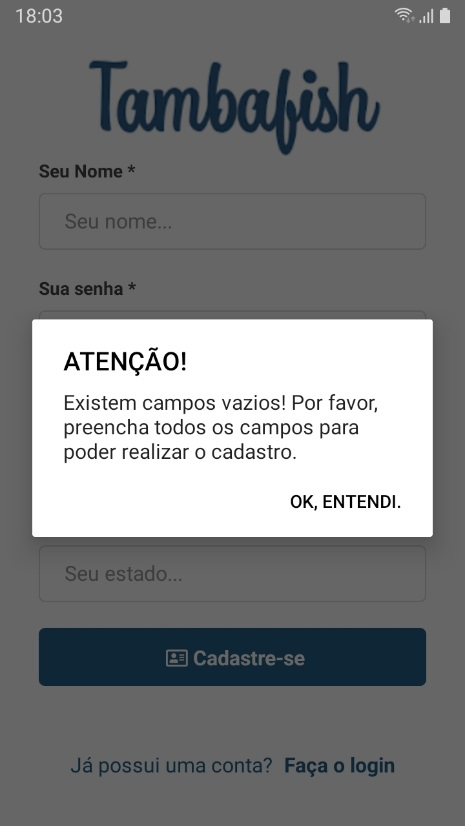 18:03
Tambafish
Seu Nome *
Seu nome...
Sua senha *
ATENÇÃO!
Existem campos vazios! Por favor,
preencha todos os campos para
poder realizar o cadastro.
OK, ENTENDI.
Seu estado...
Cadastre-se
Já possui uma conta? Faça o login